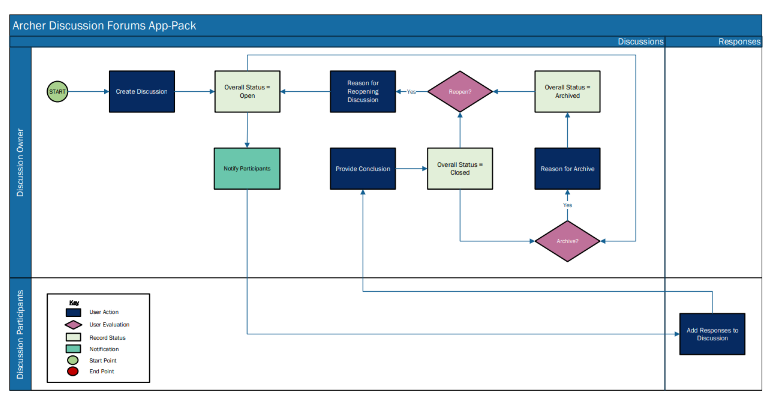 Archer Discussion Forums App-Pack
Discussions
Responses
Discussion Owner
START
Create Discussion
Overall Status =
Open
Reason for
Reopening
Discussion
Yes
Reopen?
Overall Status =
Archived
Notify Participants
Provide Conclusion
Overall Status =
Closed
Reason for Archive
Yes
Archive?
Discussion Participants
Key
User Action
User Evaluation
Record Status
Notification
Start Point
End Point
Add Responses to
Discussion